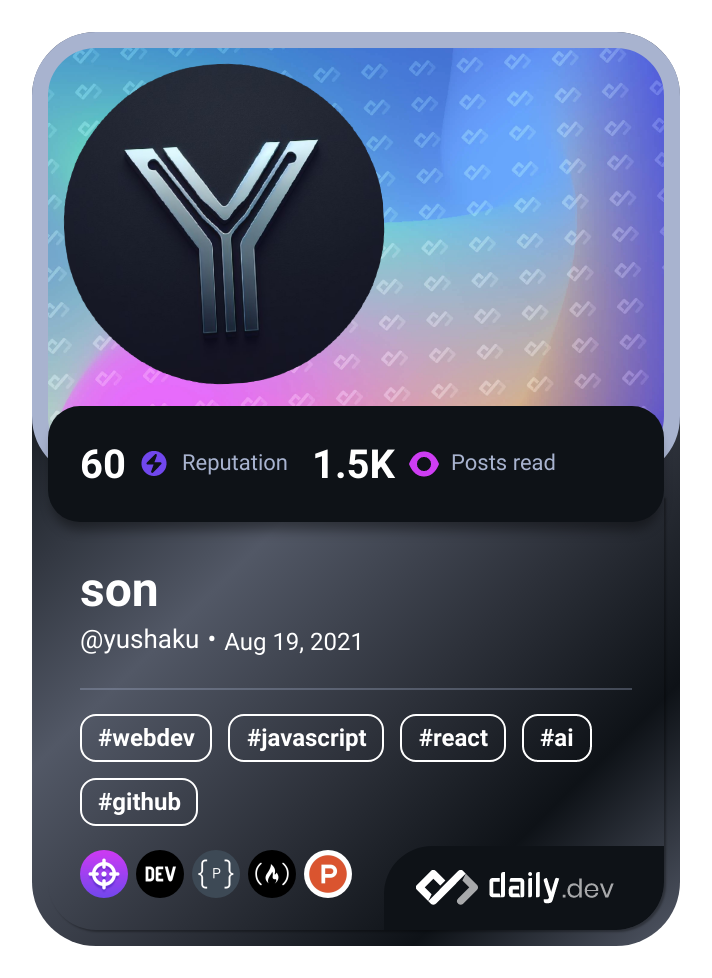 Y
60 Reputation 1.5K Posts read
son
@yushaku • Aug 19, 2021
#webdev #javascript #react #ai
#github
DEV {P} P daily.dev